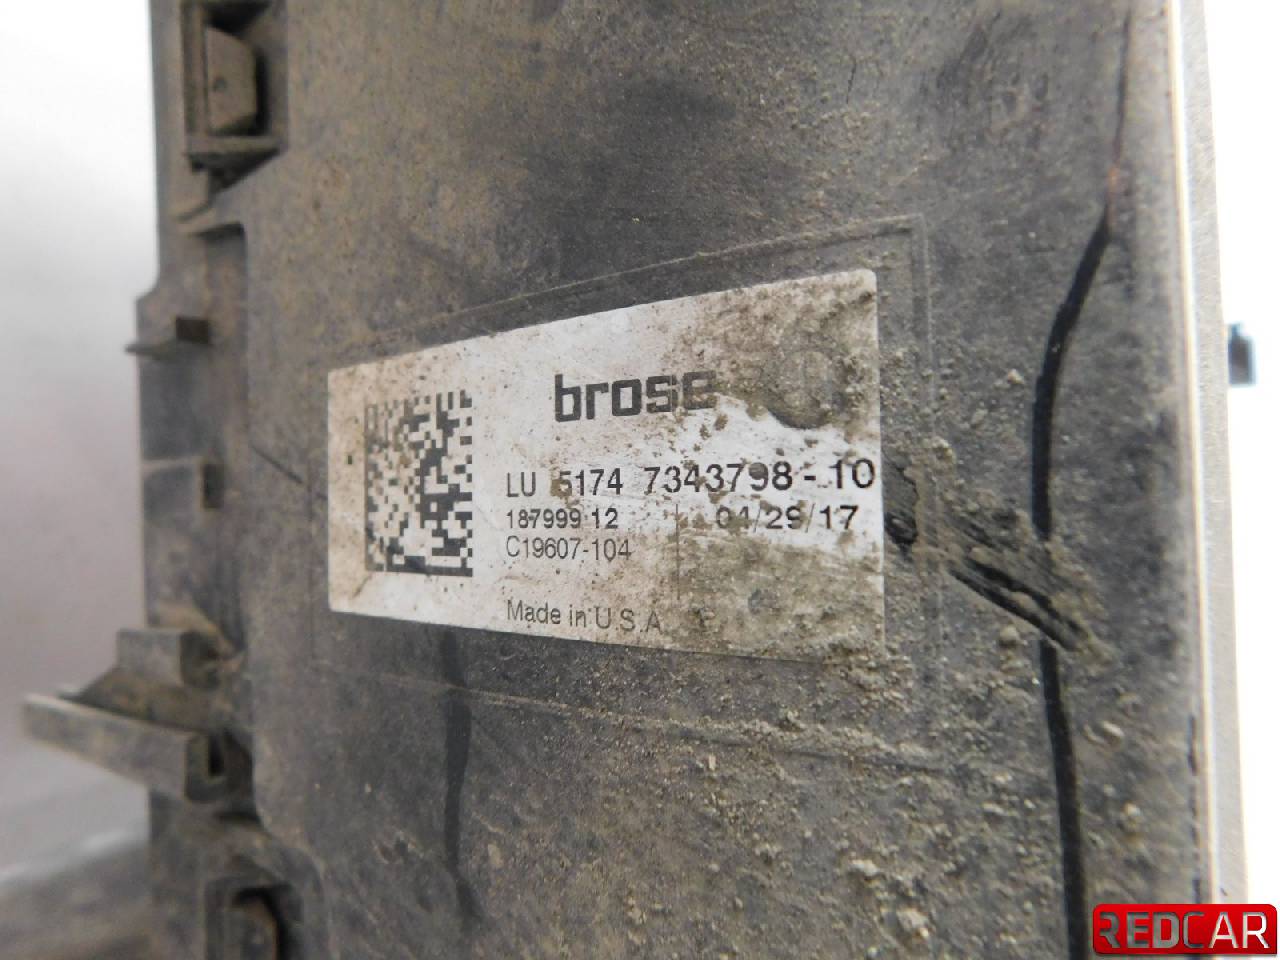 brose
LU 5174 7343798-10
187999-12 04/29/17
C19607-104
Made in U.S.A
REDCAR